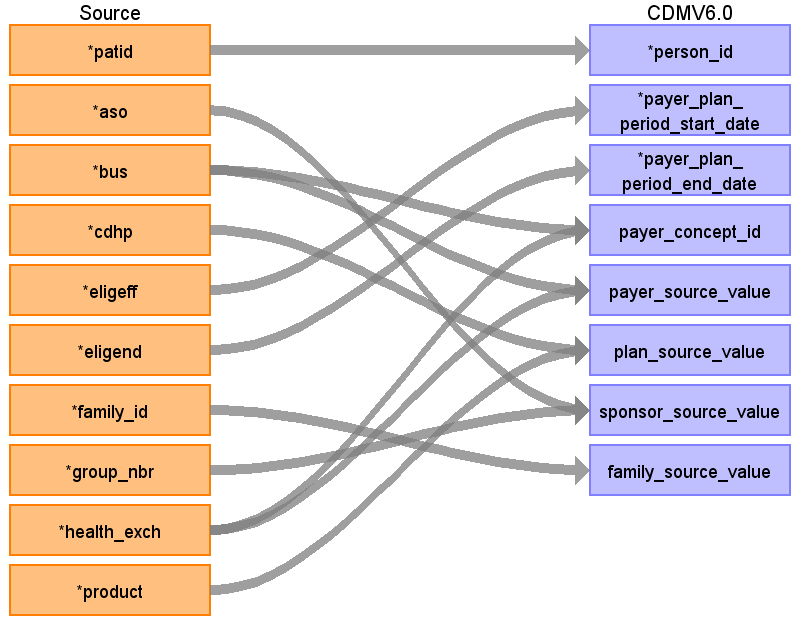 Source
CDMV6.0
*patid
*person_id
*aso
*payer_plan_
period_start_date
*bus
*payer_plan_
period_end_date
*cdhp
payer_concept_id
*eligeff
payer_source_value
*eligend
plan_source_value
*family_id
sponsor_source_value
*group_nbr
family_source_value
*health_exch
*product